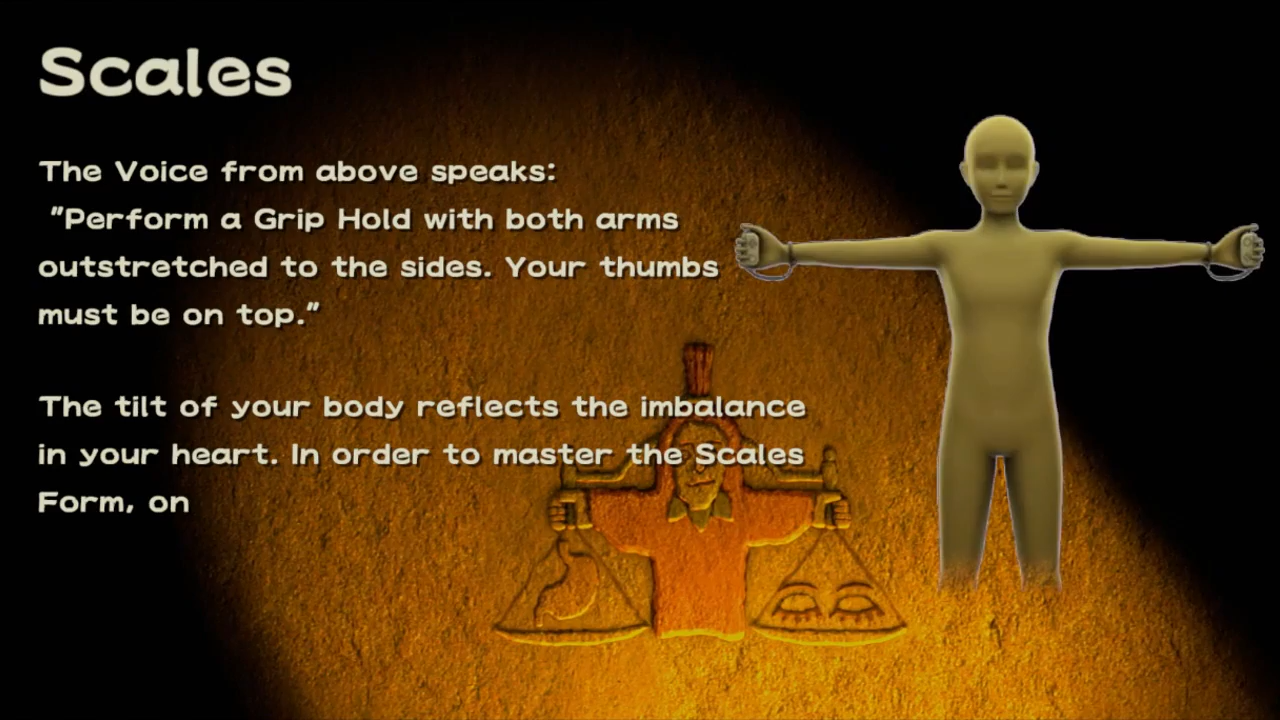 Scales
The Voice from above speaks:
"Perform a Grip Hold with both arms
outstretched to the sides. Your thumbs
must be on top."
The tilt of your body reflects the imbalance
in your heart. In order to master the Scales
Form, on